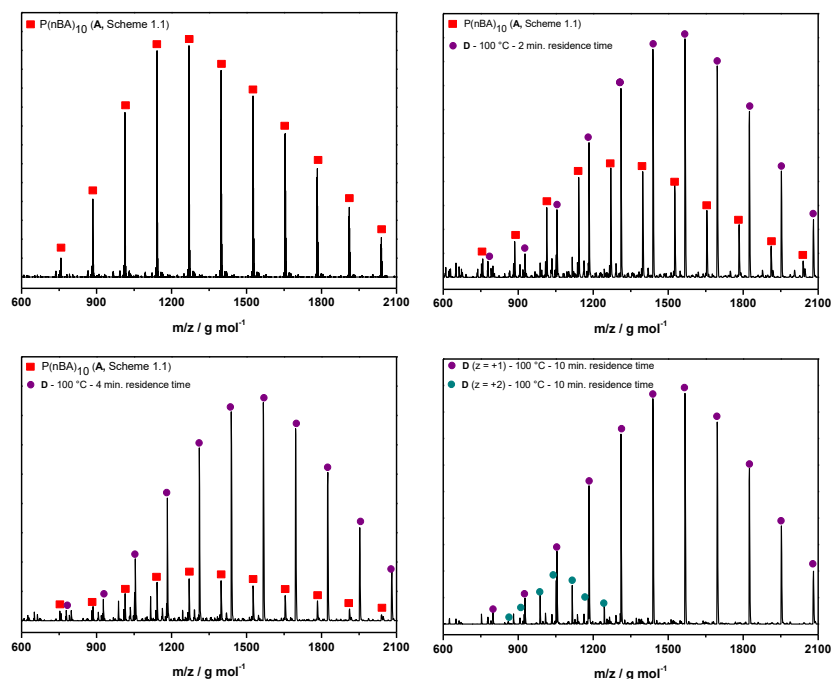 P(nBA)10 (A, Scheme 1.1)
600 900 1200 1500 1800 2100
m/z / g mol-1
P(nBA)10 (A, Scheme 1.1)
D - 100 °C - 2 min. residence time
600 900 1200 1500 1800 2100
m/z / g mol-1
P(nBA)10 (A, Scheme 1.1)
D - 100 °C - 4 min. residence time
600 900 1200 1500 1800 2100
m/z / g mol-1
D (z = +1) - 100 °C - 10 min. residence time
D (z = +2) - 100 °C - 10 min. residence time
600 900 1200 1500 1800 2100
m/z / g mol-1